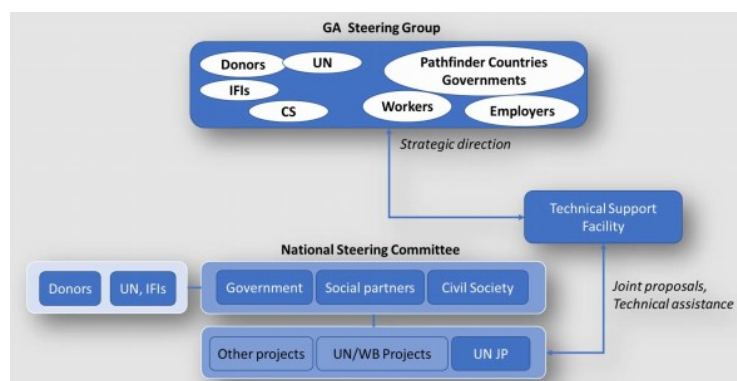 GA Steering Group
Donors
UN
Pathfinder Countries
Governments
IFIs
CS
Workers
Employers
Strategic direction
Technical Support
Facility
National Steering Committee
Donors
UN, IFIs
Government
Social partners
Civil Society
Joint proposals,
Technical assistance
Other projects
UN/WB Projects
UN JP